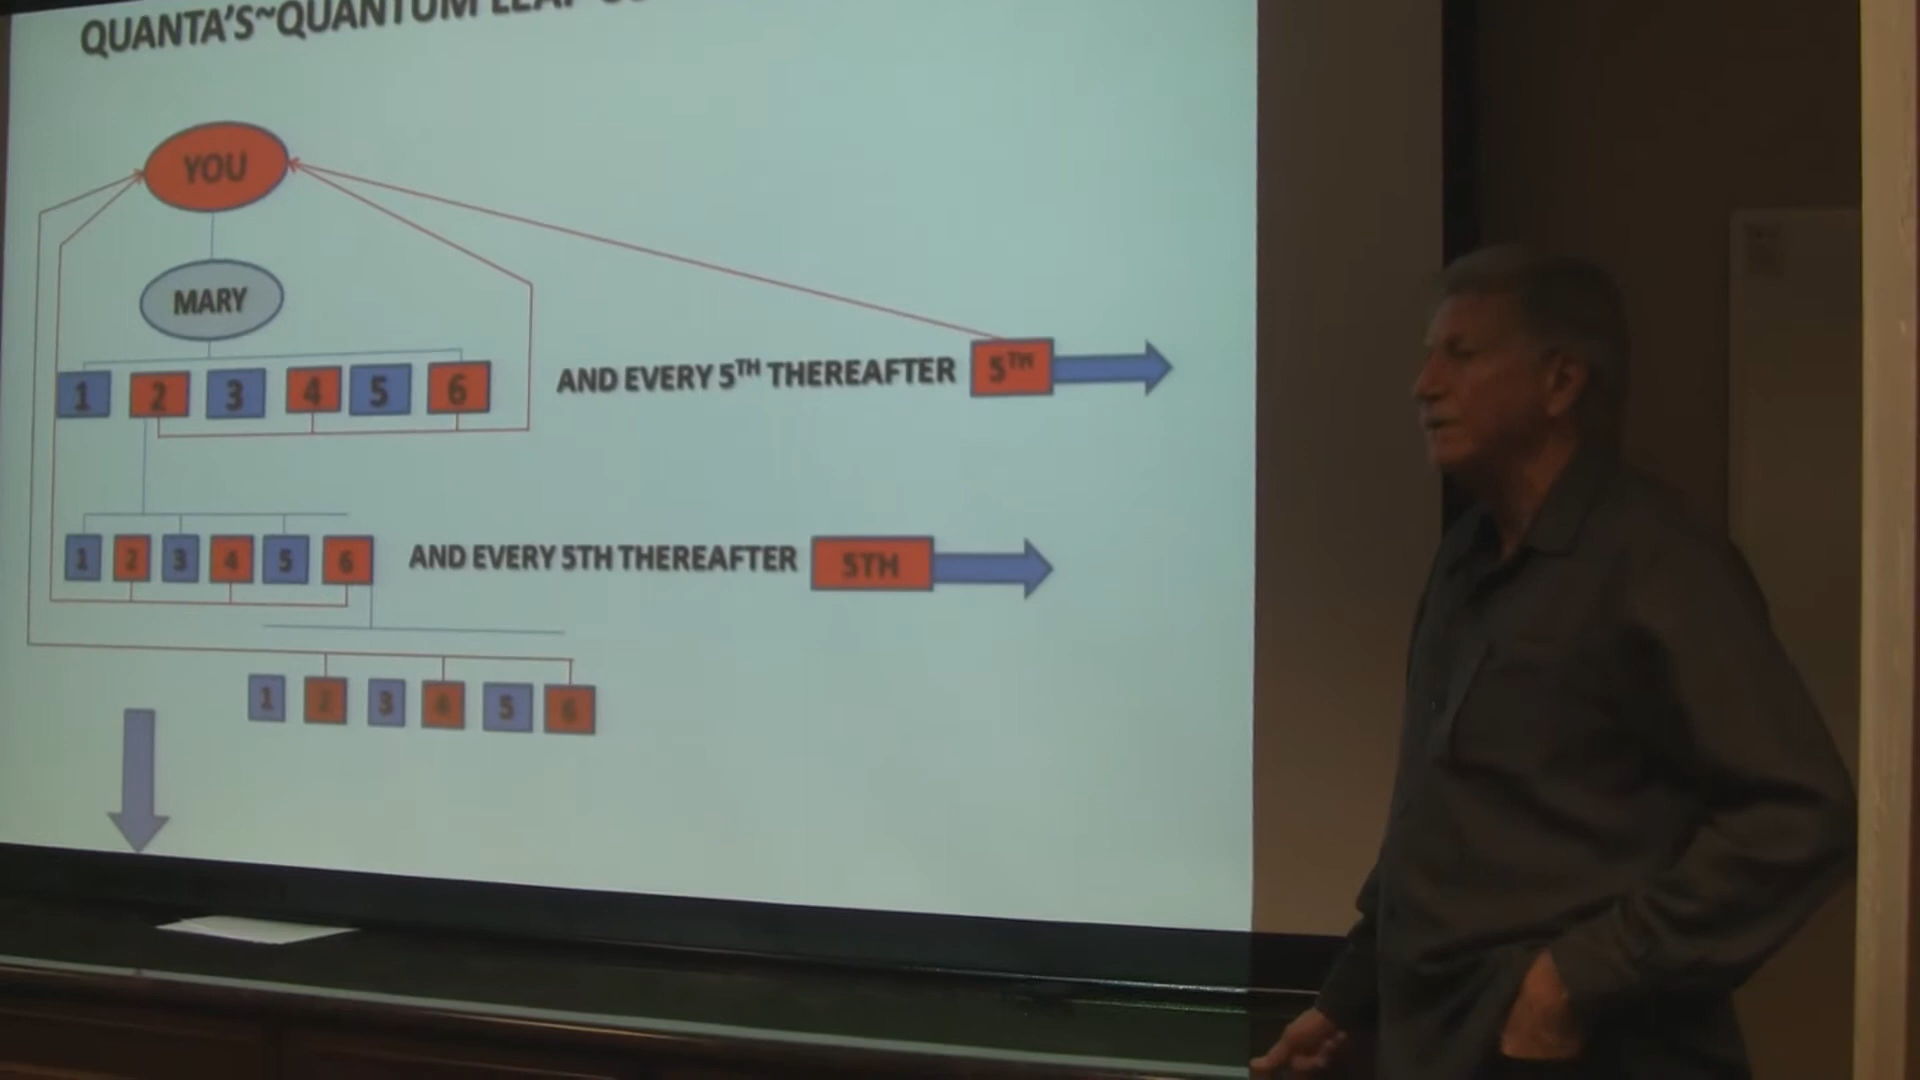 QUANTA'S~QUANTUM LEAP
YOU
MARY
1 2 3 4 5 6
AND EVERY 5TH THEREAFTER 5TH
1 2 3 4 5 6
AND EVERY 5TH THEREAFTER 5TH
1 2 3 4 5 6